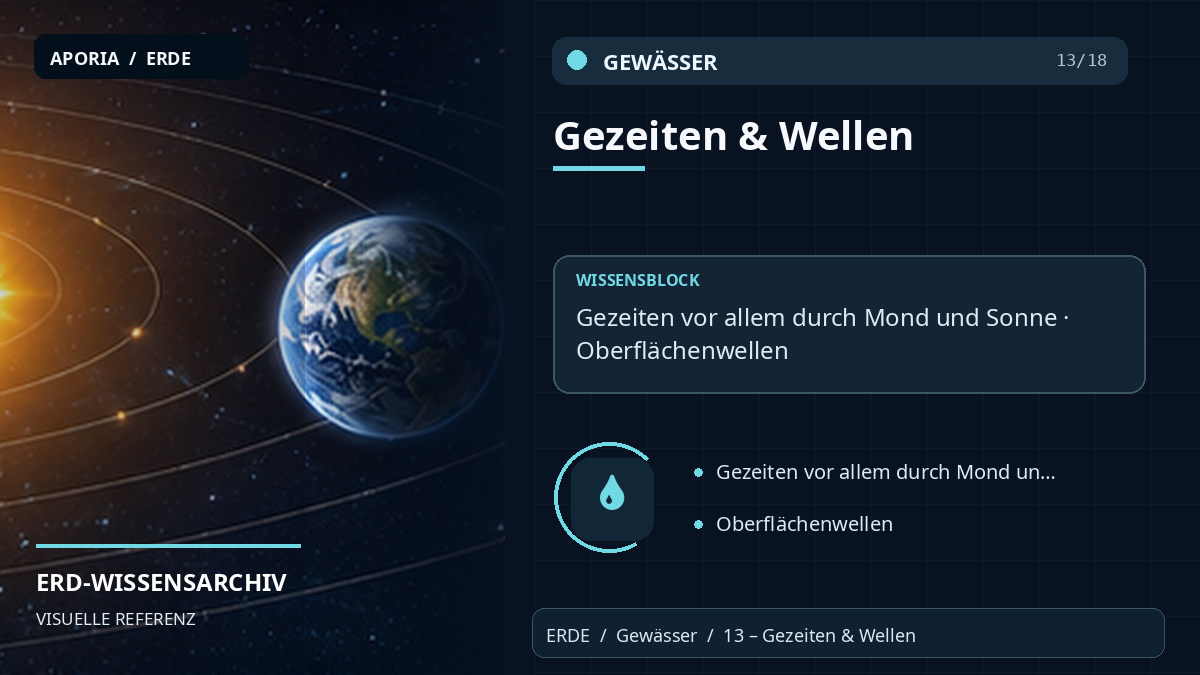 APORIA / ERDE
ERD-WISSENSARCHIV
VISUELLE REFERENZ
GEWÄSSER
13/18
Gezeiten & Wellen
WISSENSBLOCK
Gezeiten vor allem durch Mond und Sonne ·
Oberflächenwellen
Gezeiten vor allem durch Mond un...
Oberflächenwellen
ERDE / Gewässer / 13 – Gezeiten & Wellen